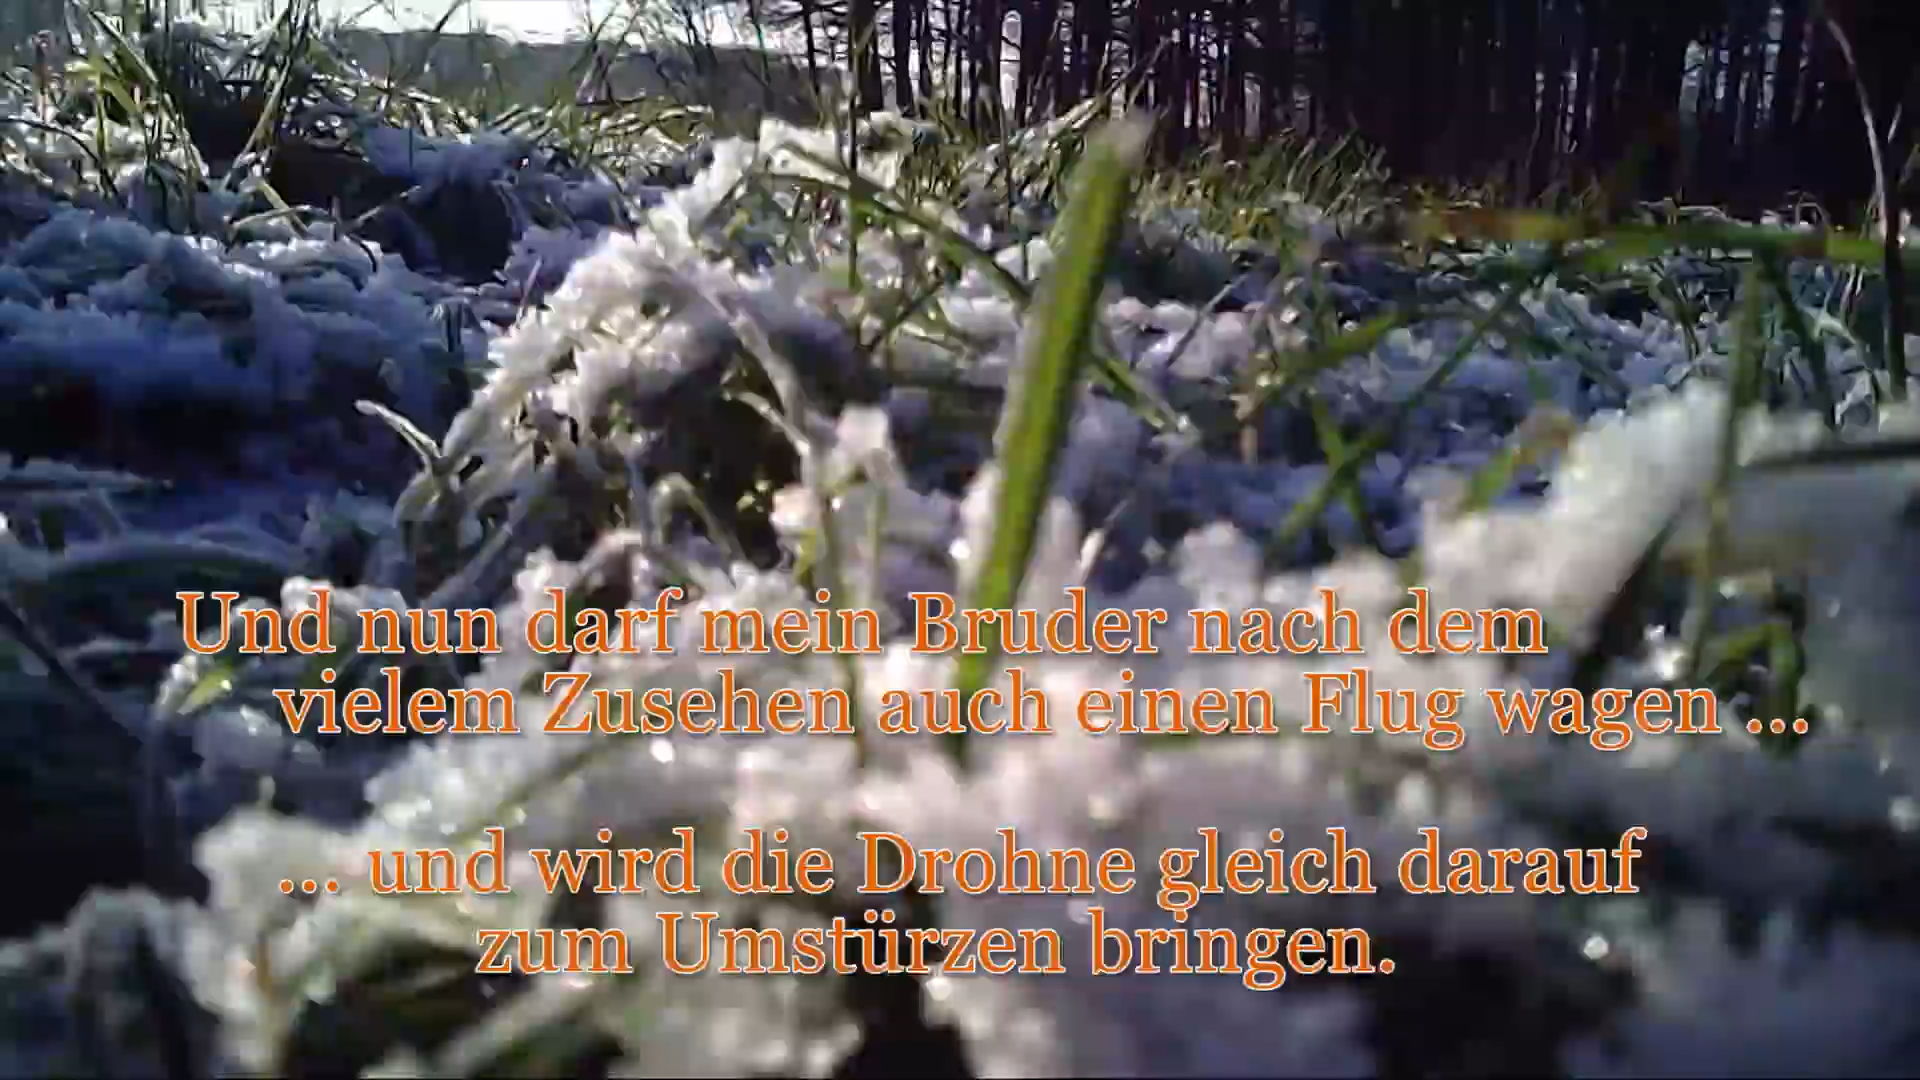 Und nun darf mein Bruder nach dem
vielem Zusehen auch einen Flug wagen ...
... und wird die Drohne gleich darauf
zum Umstürzen bringen.